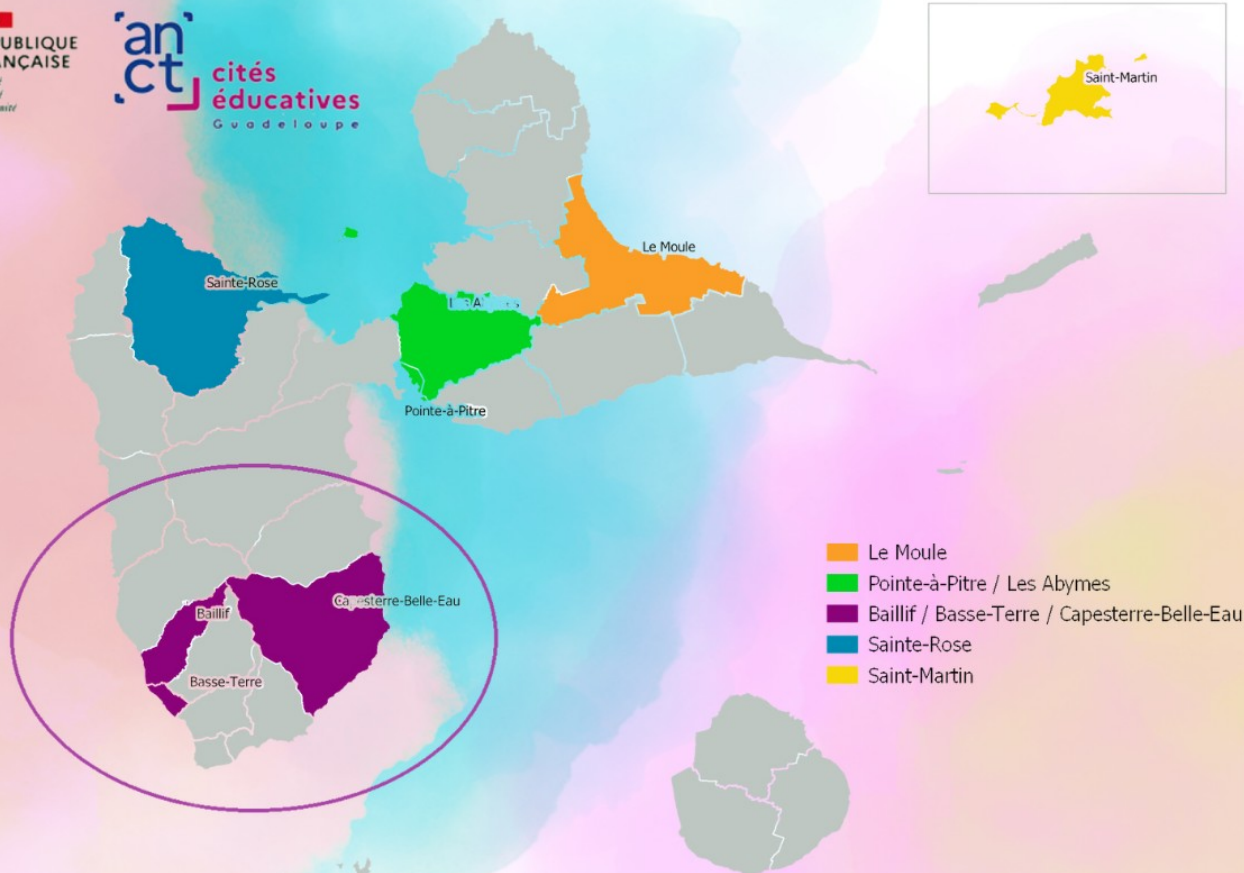 UBLIQUE
NÇAISE
an
ct
cités
éducatives
Guadeloupe
Saint-Martin
Le Moule
Sainte-Rose
Pointe-à-Pitre
Capesterre-Belle-Eau
Baillif
Basse-Terre
Le Moule
Pointe-à-Pitre / Les Abymes
Baillif / Basse-Terre / Capesterre-Belle-Eau
Sainte-Rose
Saint-Martin